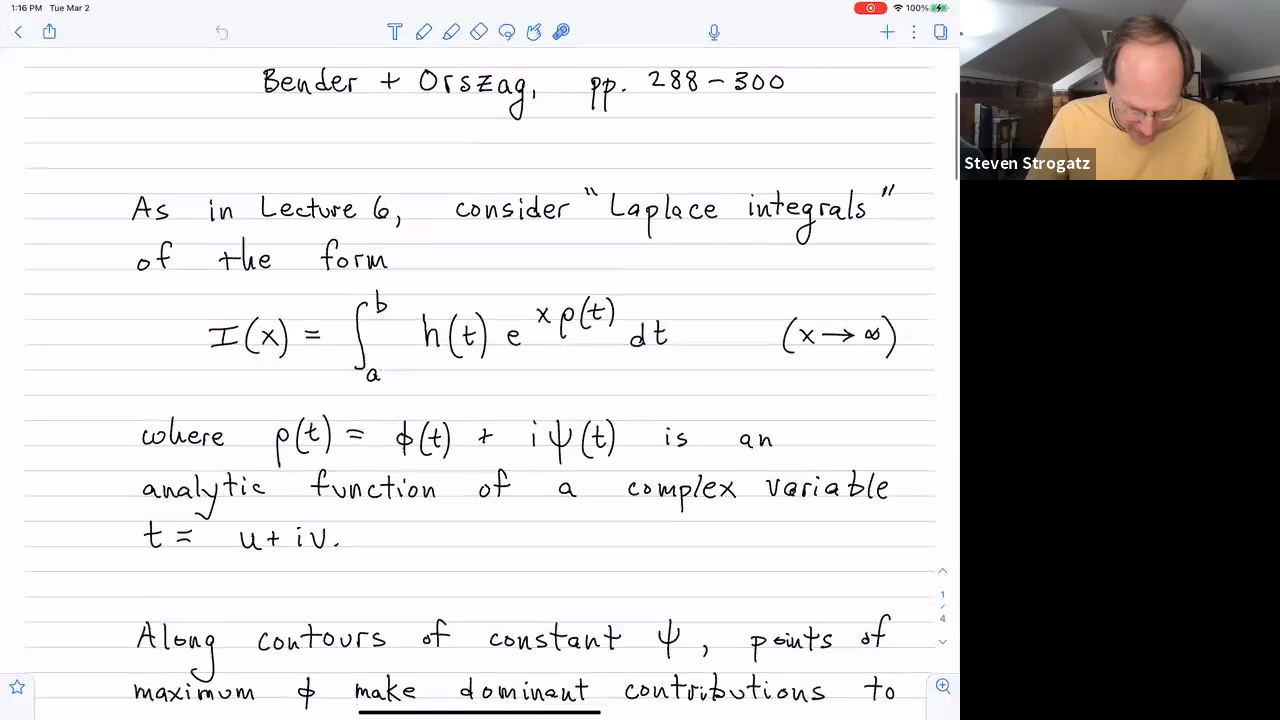 1:16 PM Tue Mar 2
100%
Bender + Orszag, pp. 288-300
As in Lecture 6, consider "Laplace integrals"
of the form
I(x) = ∫_a^b h(t) e^{xρ(t)} dt (x → ∞)
where ρ(t) = ϕ(t) + iψ(t) is an
analytic function of a complex variable
t = u + iv.
Along contours of constant ψ, points of
maximum ϕ make dominant contributions to
1 / 4
Steven Strogatz